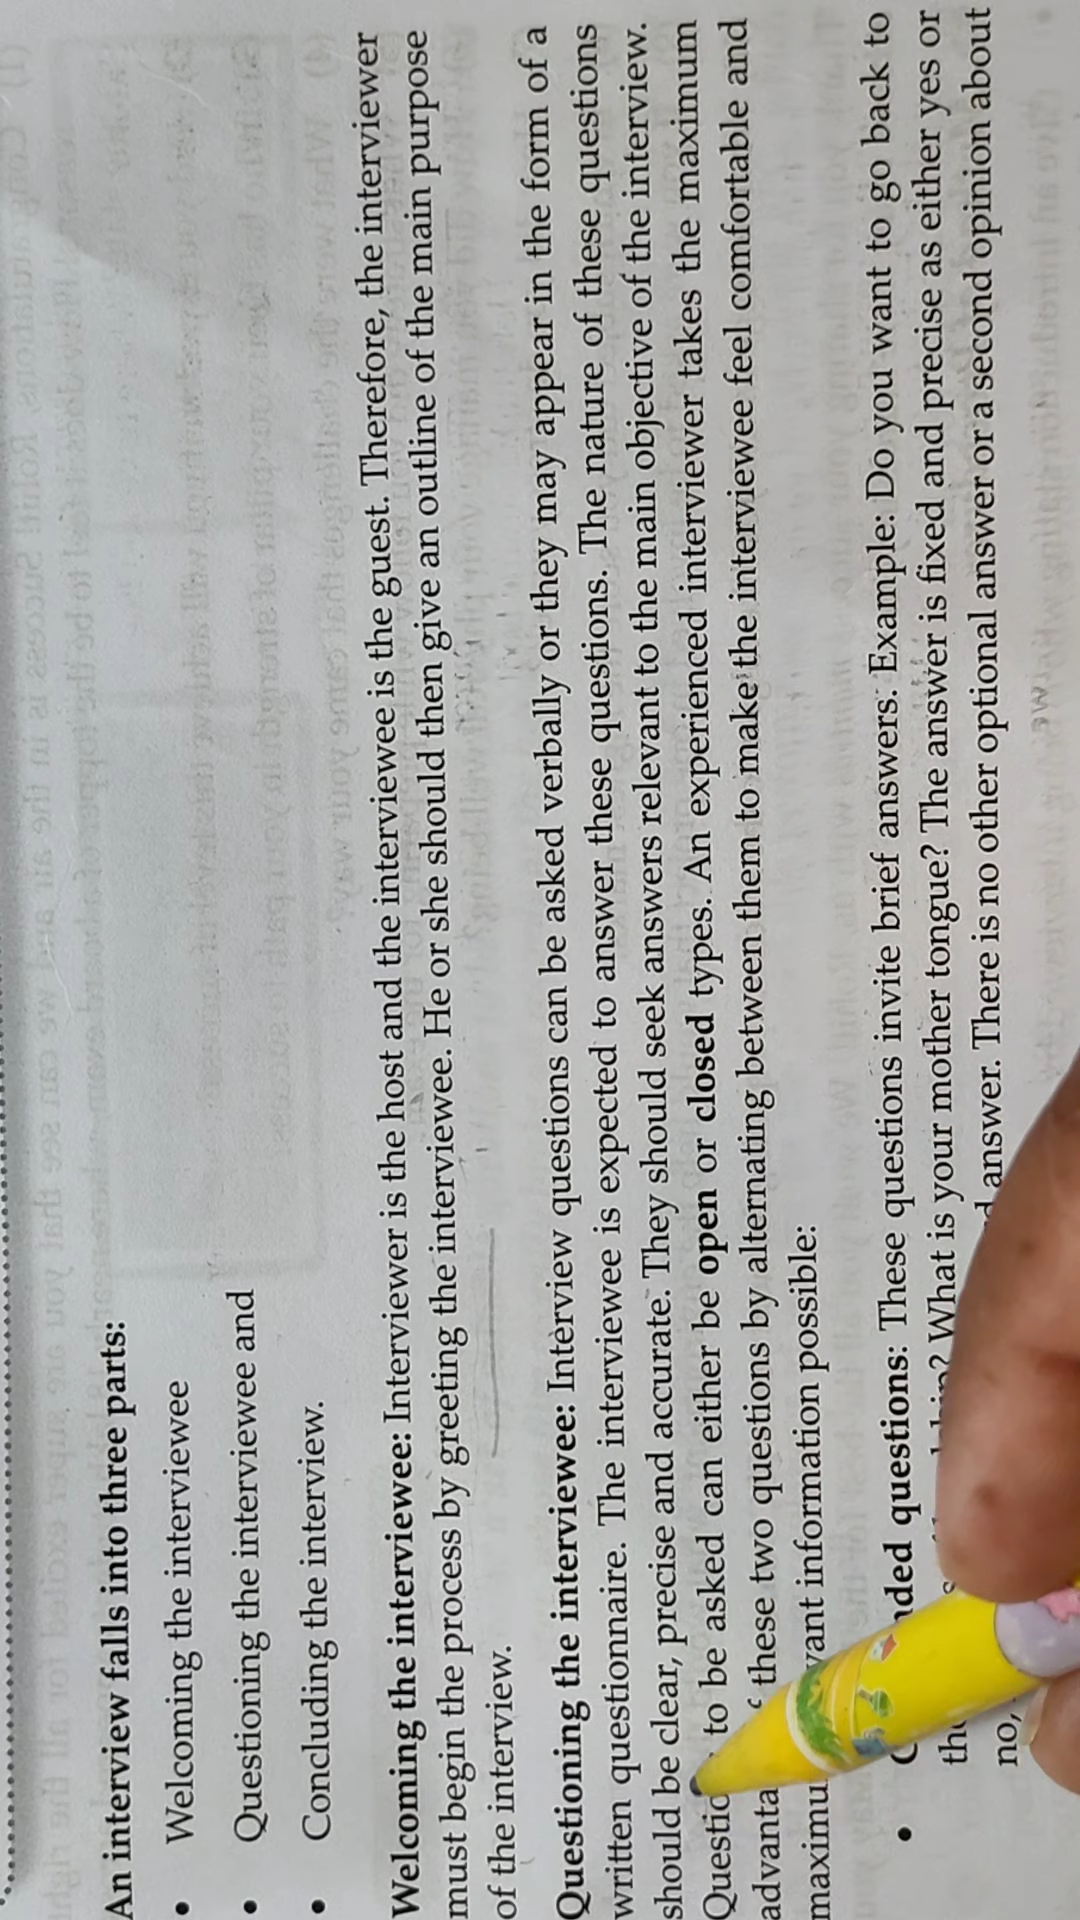 An interview falls into three parts:
• Welcoming the interviewee
• Questioning the interviewee and
• Concluding the interview.
Welcoming the interviewee: Interviewer is the host and the interviewee is the guest. Therefore, the interviewer
must begin the process by greeting the interviewee. He or she should then give an outline of the main purpose
of the interview.
Questioning the interviewee: Interview questions can be asked verbally or they may appear in the form of a
written questionnaire. The interviewee is expected to answer these questions. The nature of these questions
should be clear, precise and accurate. They should seek answers relevant to the main objective of the interview.
to be asked can either be open or closed types. An experienced interviewer takes the maximum
these two questions by alternating between them to make the interviewee feel comfortable and
information possible:
• questions: These questions invite brief answers. Example: Do you want to go back to
What is your mother tongue? The answer is fixed and precise as either yes or
no, answer. There is no other optional answer or a second opinion about